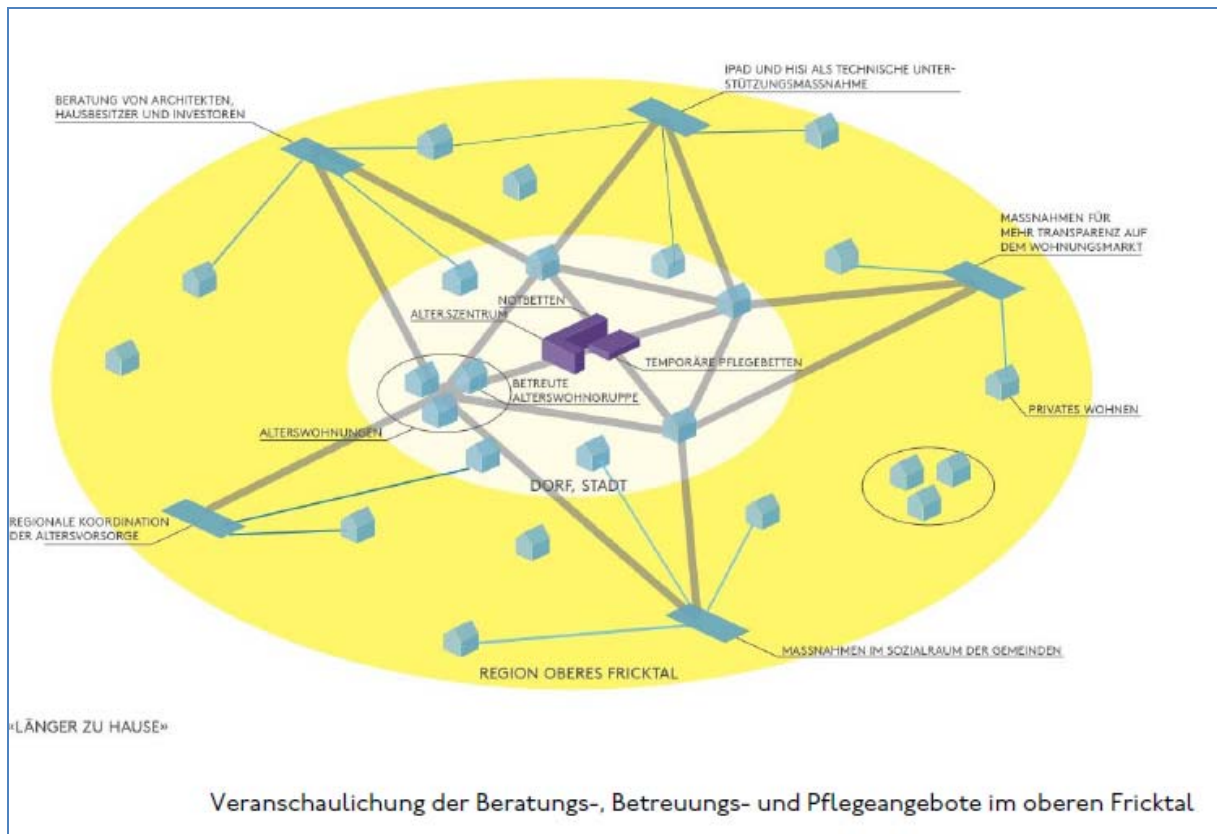 IPAD UND HISI ALS TECHNISCHE UNTER-
STÜTZUNGSMASSNAHME
BERATUNG VON ARCHITEKTEN,
HAUSBESITZER UND INVESTOREN
MASSNAHMEN FÜR
MEHR TRANSPARENZ AUF
DEM WOHNUNGSMARKT
NOTBETTEN
ALTERSZENTRUM
TEMPORÄRE PFLEGEBETTEN
BETREUTE
ALTERSWOHNGRUPPE
PRIVATES WOHNEN
ALTERSWOHNUNGEN
DORF, STADT
REGIONALE KOORDINATION
DER ALTERSVORSORGE
MASSNAHMEN IM SOZIALRAUM DER GEMEINDEN
REGION OBERES FRICKTAL
«LÄNGER ZU HAUSE»
Veranschaulichung der Beratungs-, Betreuungs- und Pflegeangebote im oberen Fricktal